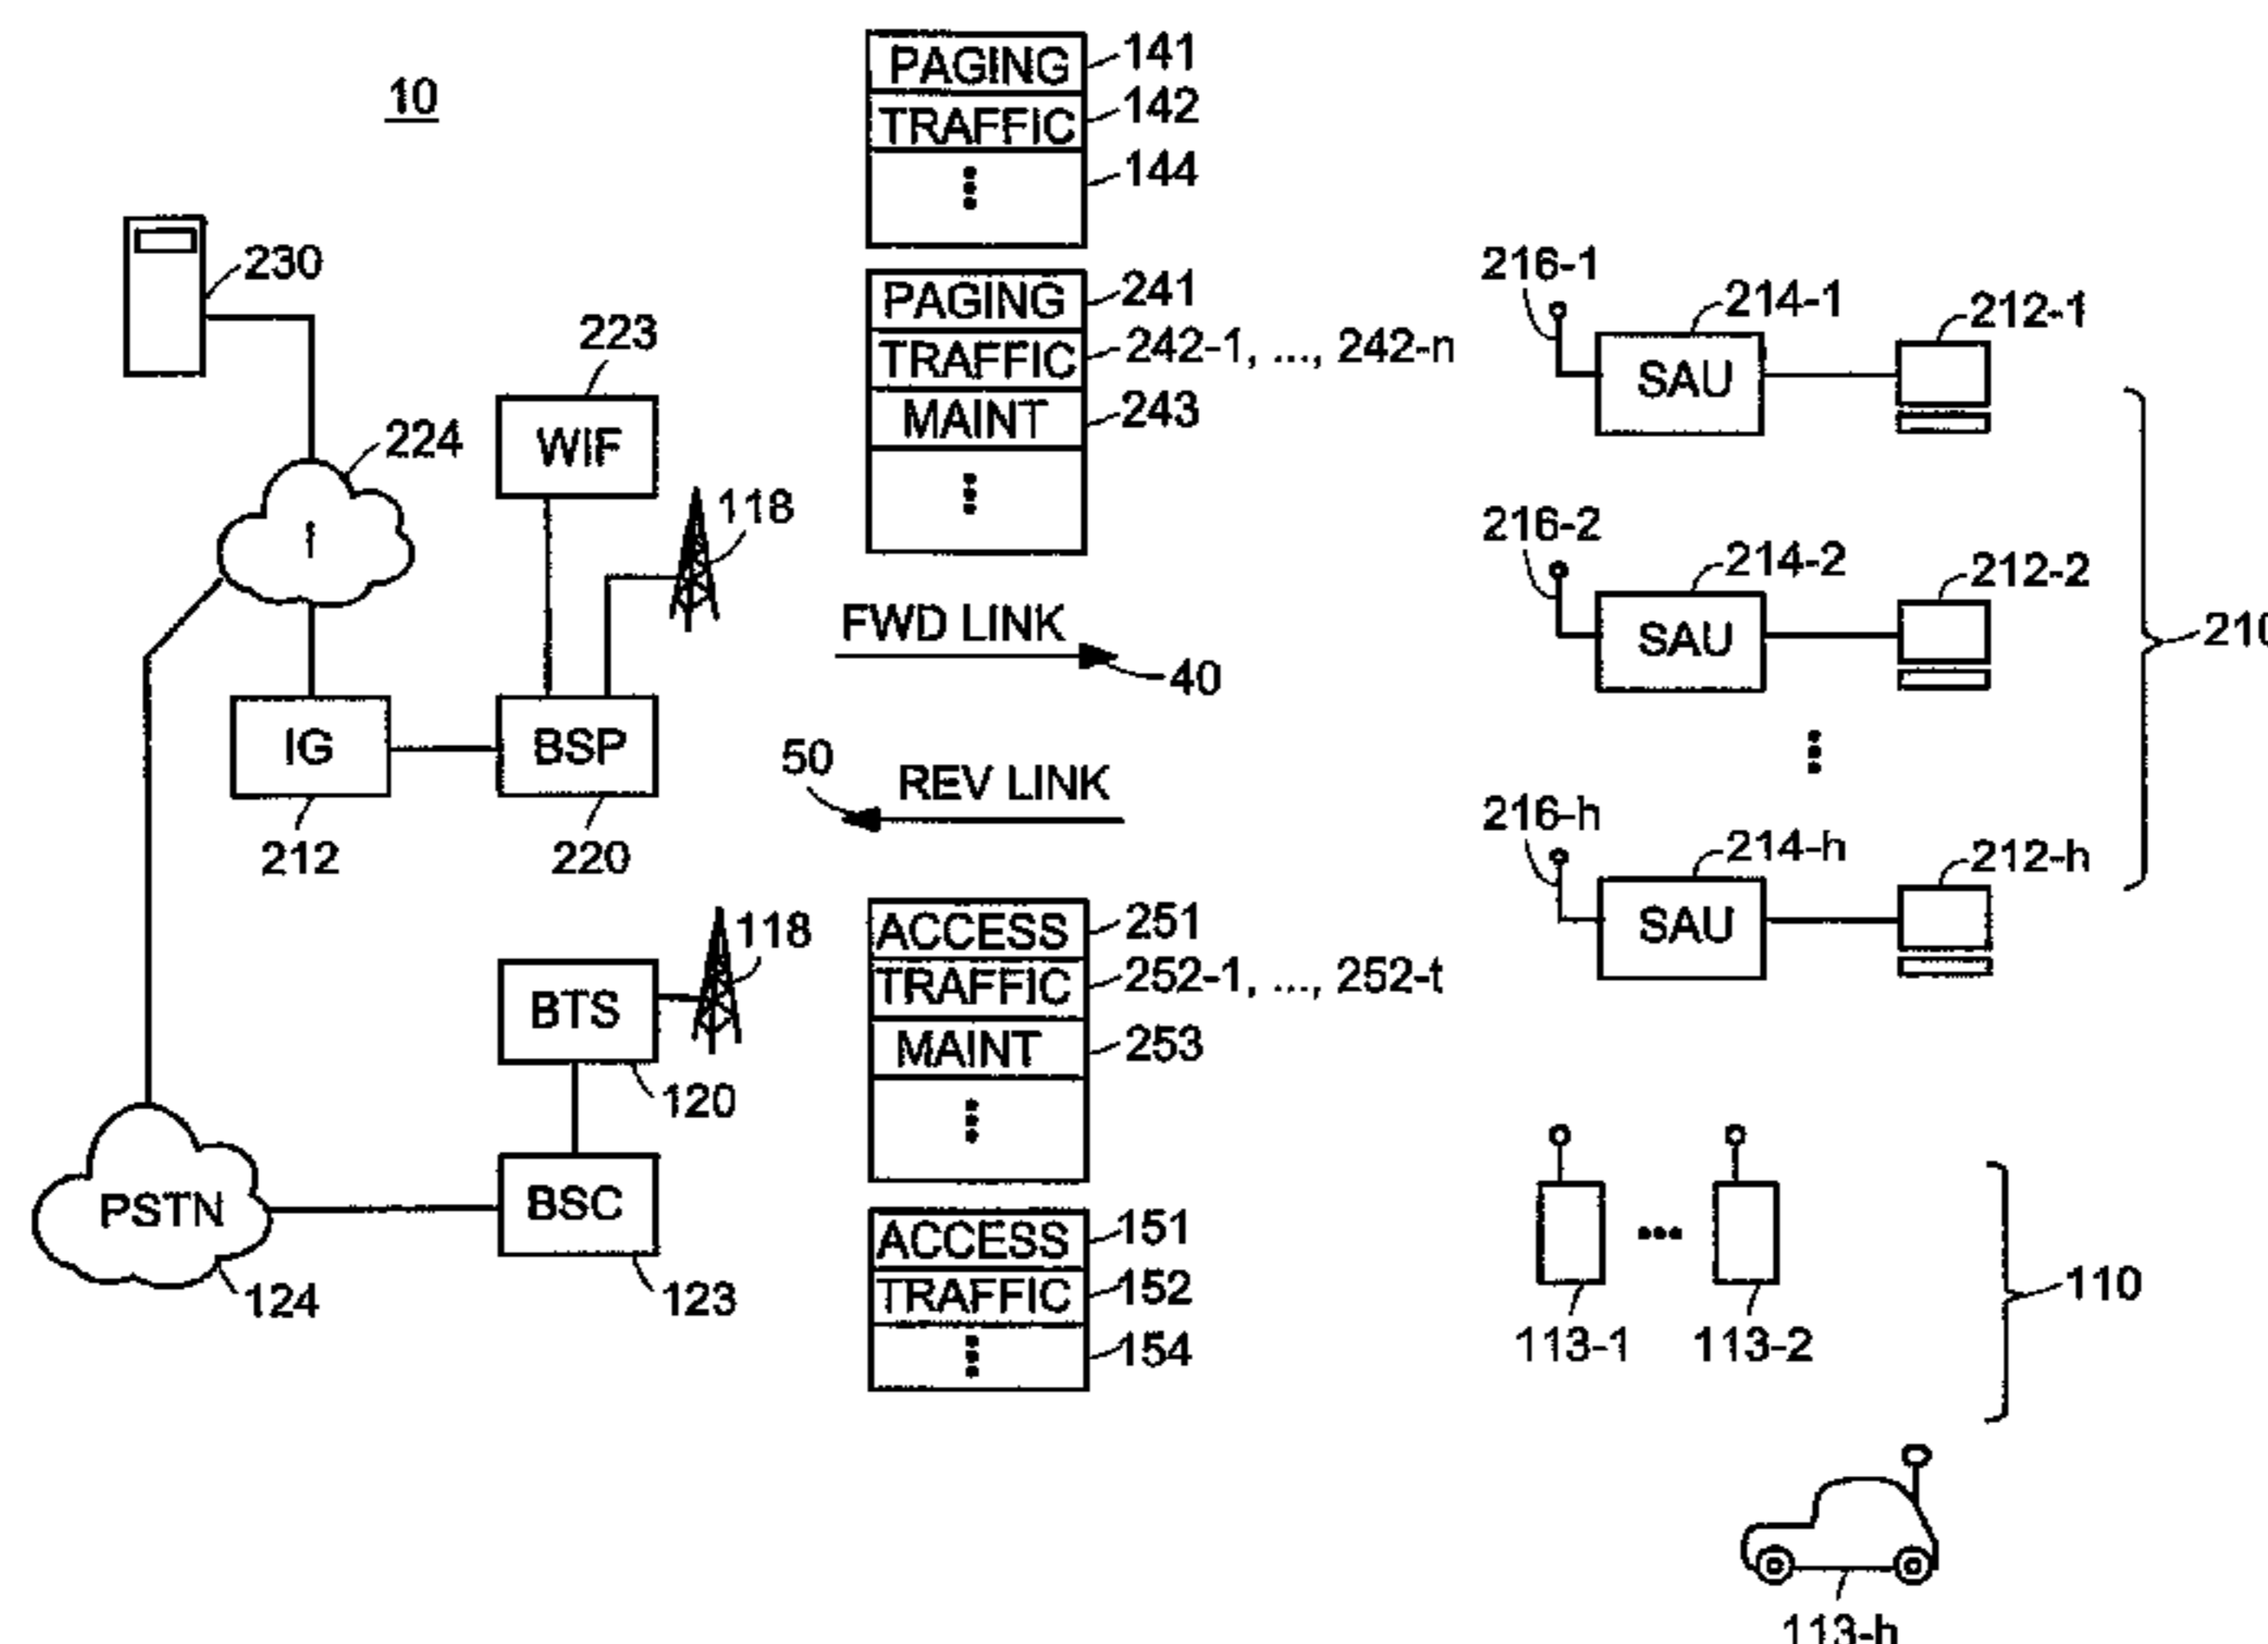 10
PAGING 141
TRAFFIC 142
144
230
223
WIF
224
I
118
IG
212
BSP
220
PAGING 241
TRAFFIC 242-1, ..., 242-n
MAINT 243
FWD LINK
40
50
REV LINK
216-1
214-1
SAU
212-1
216-2
214-2
SAU
212-2
216-h
214-h
SAU
212-h
210
BTS
118
120
BSC
123
PSTN
124
ACCESS 251
TRAFFIC 252-1, ..., 252-t
MAINT 253
ACCESS 151
TRAFFIC 152
154
113-1
113-2
110
113-h